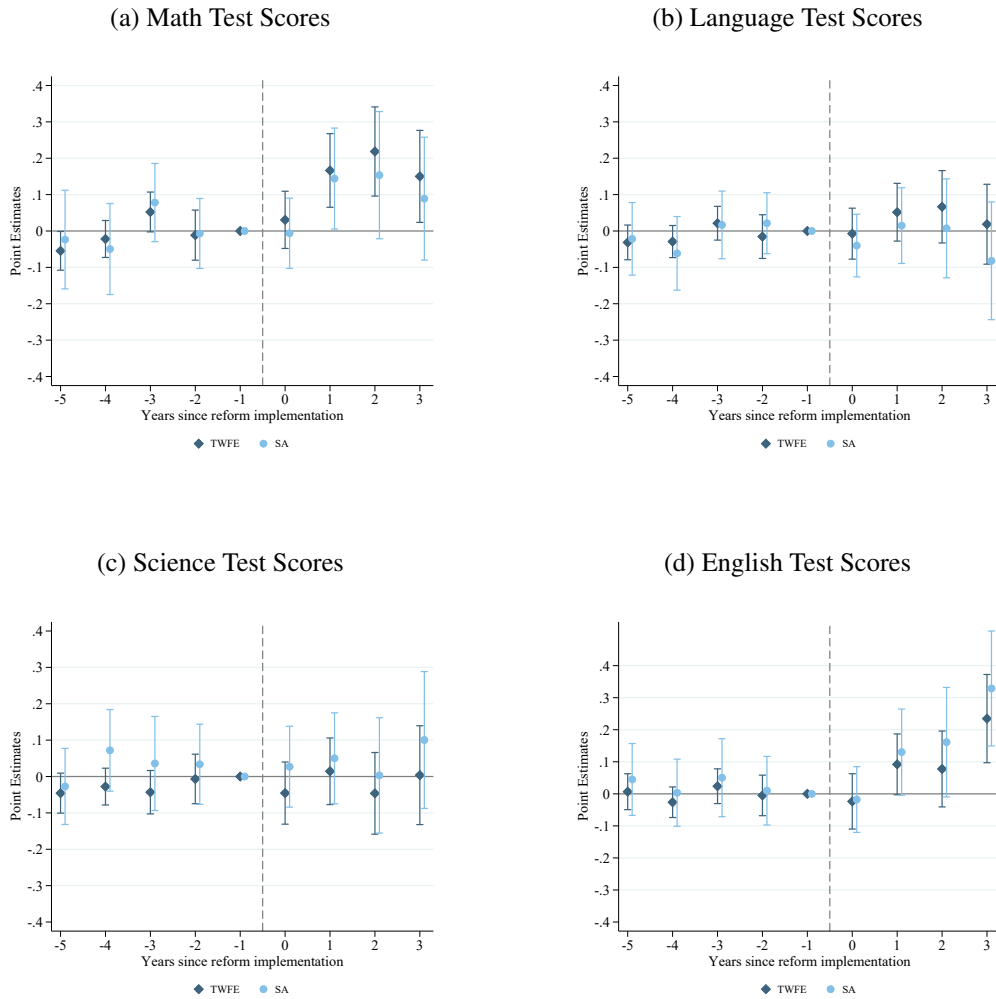 (a) Math Test Scores
.4
.3
.2
.1
0
-.1
-.2
-.3
-.4
Point Estimates
-5 -4 -3 -2 -1 0 1 2 3
Years since reform implementation
TWFE SA
(b) Language Test Scores
.4
.3
.2
.1
0
-.1
-.2
-.3
-.4
Point Estimates
-5 -4 -3 -2 -1 0 1 2 3
Years since reform implementation
TWFE SA
(c) Science Test Scores
.4
.3
.2
.1
0
-.1
-.2
-.3
-.4
Point Estimates
-5 -4 -3 -2 -1 0 1 2 3
Years since reform implementation
TWFE SA
(d) English Test Scores
.4
.3
.2
.1
0
-.1
-.2
-.3
-.4
Point Estimates
-5 -4 -3 -2 -1 0 1 2 3
Years since reform implementation
TWFE SA